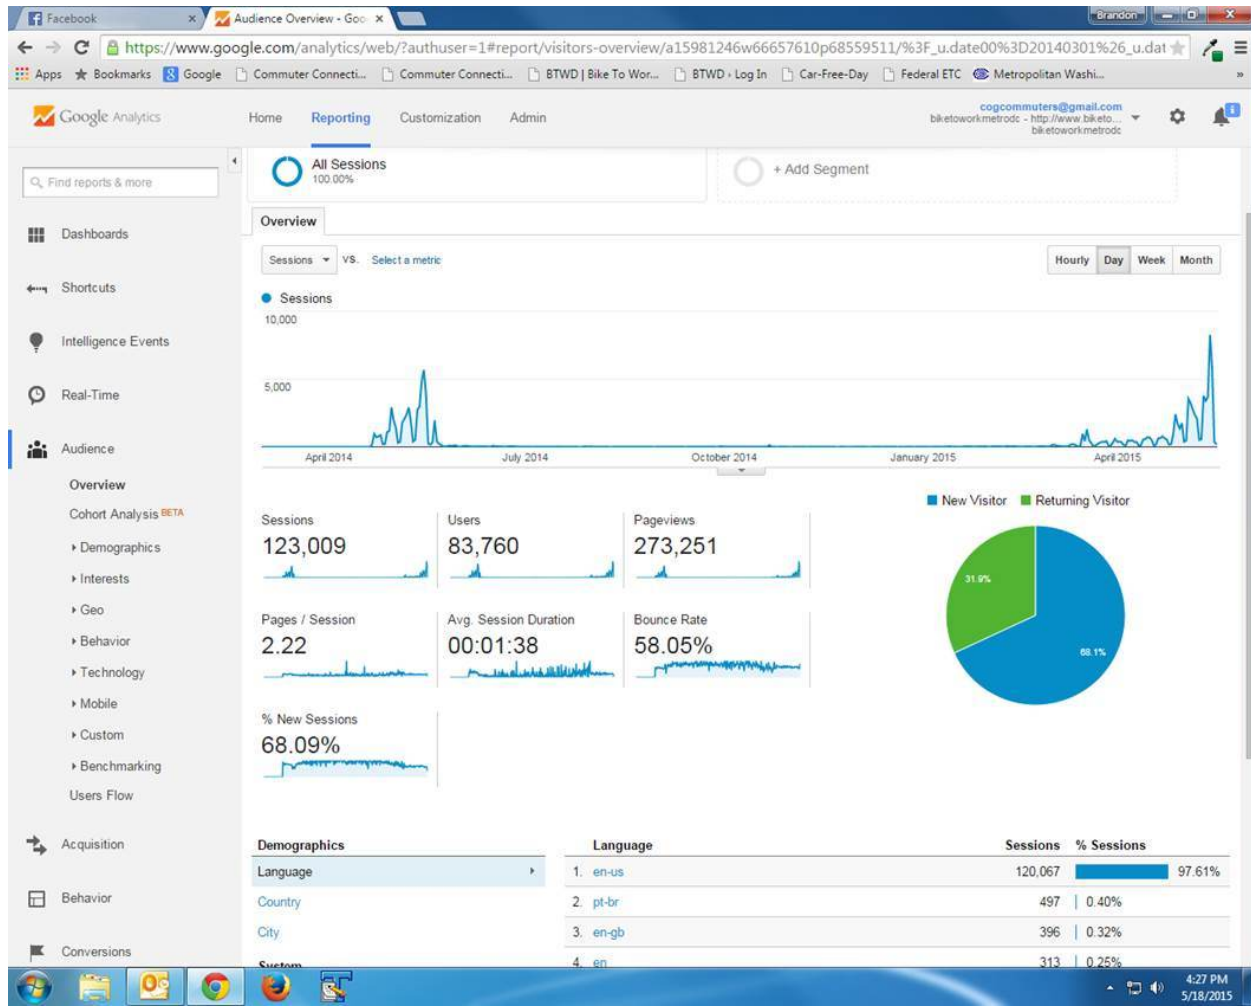 Facebook
Audience Overview - Goo
Brandon
https://www.google.com/analytics/web/?authuser=1#report/visitors-overview/a15981246w66657610p68559511/%3F_u.date00%3D20140301%26_u.dat
Apps Bookmarks Google Commuter Connecti... Commuter Connecti... BTWD | Bike To Wor... BTWD › Log In Car-Free-Day Federal ETC Metropolitan Washi... »
Google Analytics
Home Reporting Customization Admin
cogcommuters@gmail.com
biketoworkmetrodc - http://www.biketo...
biketoworkmetrodc
Find reports & more
Dashboards
Shortcuts
Intelligence Events
Real-Time
Audience
Overview
Cohort Analysis BETA
Demographics
Interests
Geo
Behavior
Technology
Mobile
Custom
Benchmarking
Users Flow
Acquisition
Behavior
Conversions
All Sessions
100.00%
+ Add Segment
Overview
Sessions VS. Select a metric
Hourly Day Week Month
Sessions
10,000
5,000
April 2014 July 2014 October 2014 January 2015 April 2015
New Visitor Returning Visitor
31.9%
68.1%
Sessions
123,009
Users
83,760
Pageviews
273,251
Pages / Session
2.22
Avg. Session Duration
00:01:38
Bounce Rate
58.05%
% New Sessions
68.09%
Demographics
Language
Country
City
System
Language Sessions % Sessions
1. en-us 120,067 97.61%
2. pt-br 497 0.40%
3. en-gb 396 0.32%
4. en 313 0.25%
4:27 PM
5/18/2015